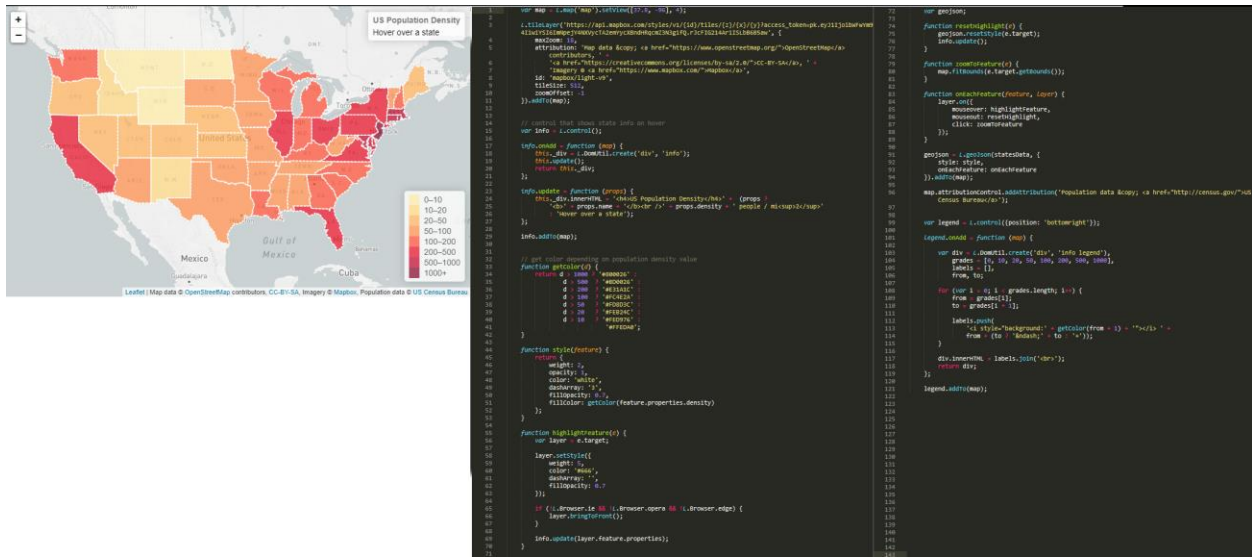 +
−
US Population Density
Hover over a state
United States
Mexico
Gulf of
Mexico
Cuba
Guadalajara
0–10
10–20
20–50
50–100
100–200
200–500
500–1000
1000+
Leaflet | Map data © OpenStreetMap contributors, CC-BY-SA, Imagery © Mapbox, Population data © US Census Bureau
var map = L.map('map').setView([37.8, -96], 4);
maxZoom: 18,
attribution: 'Map data &copy; <a href="https://www.openstreetmap.org/">OpenStreetMap</a>
contributors, ' +
'<a href="https://creativecommons.org/licenses/by-sa/2.0/">CC-BY-SA</a>, ' +
'Imagery © <a href="https://www.mapbox.com/">Mapbox</a>',
id: 'mapbox/light-v9',
tileSize: 512,
zoomOffset: -1
}).addTo(map);
// control that shows state info on hover
var info = L.control();
info.onAdd = function (map) {
this._div = L.DomUtil.create('div', 'info');
this.update();
return this._div;
};
info.update = function (props) {
this._div.innerHTML = '<h4>US Population Density</h4>' + (props ?
'<b>' + props.name + '</b><br />' + props.density + ' people / mi<sup>2</sup>'
: 'Hover over a state');
};
info.addTo(map);
// get color depending on population density value
function getColor(d) {
return d > 1000 ? '#800026' :
d > 500 ? '#BD0026' :
d > 200 ? '#E31A1C' :
d > 100 ? '#FC4E2A' :
d > 50 ? '#FD8D3C' :
d > 20 ? '#FEB24C' :
d > 10 ? '#FED976' :
'#FFEDA0';
}
function style(feature) {
return {
weight: 2,
opacity: 1,
color: 'white',
dashArray: '3',
fillOpacity: 0.7,
fillColor: getColor(feature.properties.density)
};
}
function highlightFeature(e) {
var layer = e.target;
layer.setStyle({
weight: 5,
color: '#666',
dashArray: '',
fillOpacity: 0.7
});
if (!L.Browser.ie && !L.Browser.opera && !L.Browser.edge) {
layer.bringToFront();
}
info.update(layer.feature.properties);
}
var geojson;
function resetHighlight(e) {
geojson.resetStyle(e.target);
info.update();
}
function zoomToFeature(e) {
map.fitBounds(e.target.getBounds());
}
function onEachFeature(feature, layer) {
layer.on({
mouseover: highlightFeature,
mouseout: resetHighlight,
click: zoomToFeature
});
}
geojson = L.geoJson(statesData, {
style: style,
onEachFeature: onEachFeature
}).addTo(map);
map.attributionControl.addAttribution('Population data &copy; <a href="http://census.gov/">US
Census Bureau</a>');
var legend = L.control({position: 'bottomright'});
legend.onAdd = function (map) {
var div = L.DomUtil.create('div', 'info legend'),
grades = [0, 10, 20, 50, 100, 200, 500, 1000],
labels = [],
from, to;
for (var i = 0; i < grades.length; i++) {
from = grades[i];
to = grades[i + 1];
labels.push(
'<i style="background:' + getColor(from + 1) + '"></i> ' +
from + (to ? '&ndash;' + to : '+'));
}
div.innerHTML = labels.join('<br>');
return div;
};
legend.addTo(map);